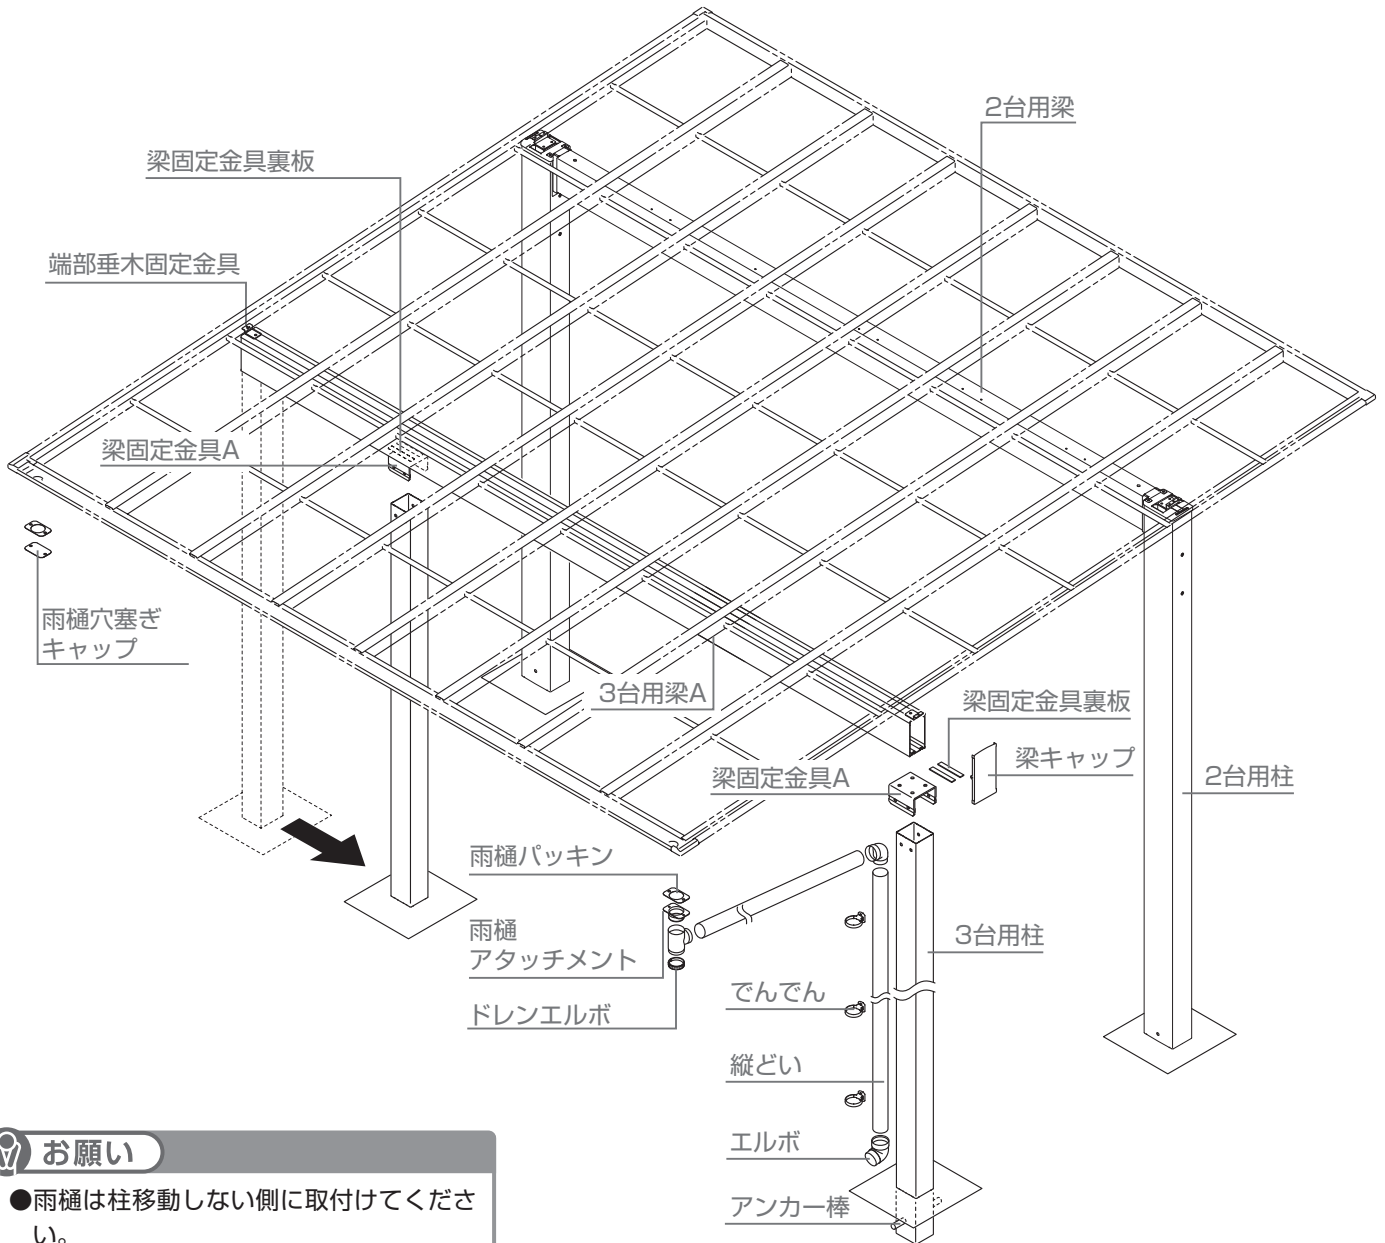 2台用梁
梁固定金具裏板
端部垂木固定金具
梁固定金具A
雨樋穴塞ぎ
キャップ
3台用梁A
梁固定金具裏板
梁キャップ
梁固定金具A
2台用柱
雨樋パッキン
雨樋
アタッチメント
ドレンエルボ
3台用柱
でんでん
縦どい
エルボ
アンカー棒
お願い
●雨樋は柱移動しない側に取付けてくださ
い。